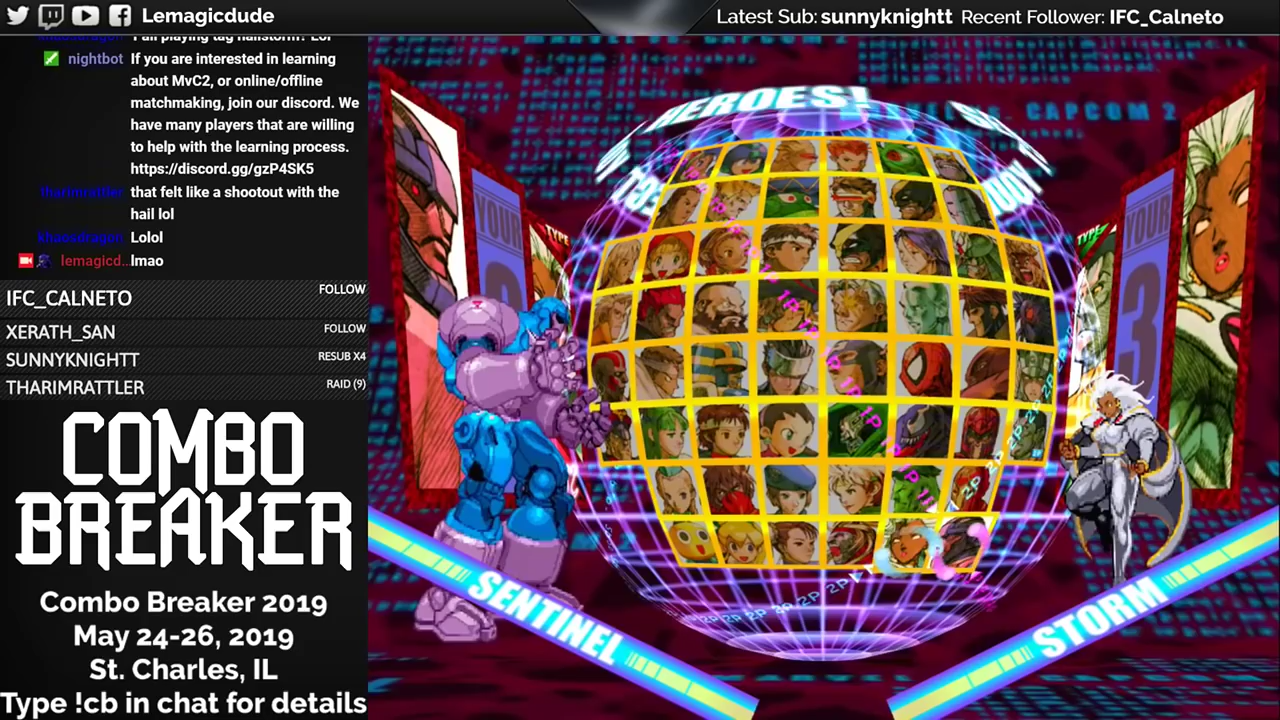 Lemagicdude
Latest Sub: sunnyknightt Recent Follower: IFC_Calneto
nightbot If you are interested in learning
about MvC2, or online/offline
matchmaking, join our discord. We
have many players that are willing
to help with the learning process.
https://discord.gg/gzP4SK5
tharimrattler that felt like a shootout with the
hail lol
khaosdragon Lolol
lemagicd.. lmao
IFC_CALNETO FOLLOW
XERATH_SAN FOLLOW
SUNNYKNIGHTT RESUB X4
THARIMRATTLER RAID (9)
COMBO
BREAKER
Combo Breaker 2019
May 24-26, 2019
St. Charles, IL
Type !cb in chat for details
HEROES!
CAPCOM 2
YOUR
TYPE
TYPE
YOUR
3
SENTINEL
STORM